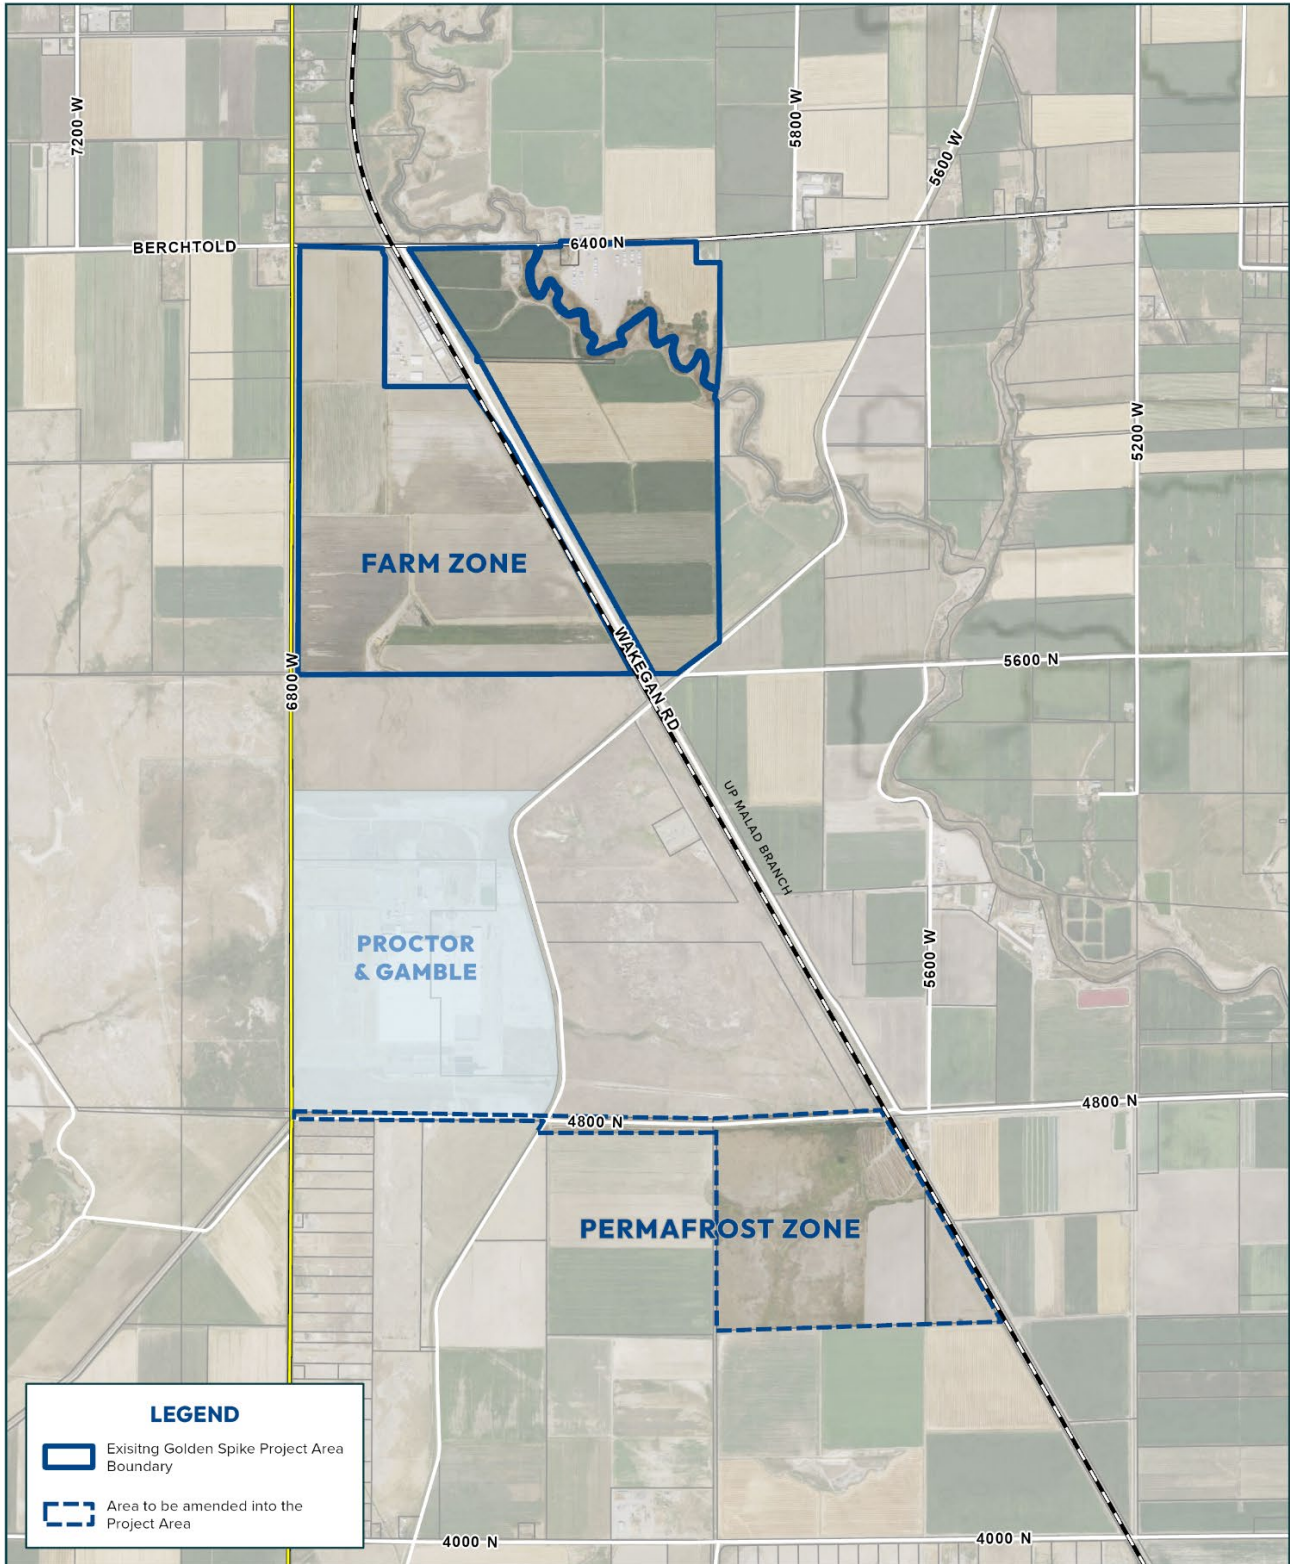 7200 W
5800 W
5600 W
BERCHTOLD
6400 N
5200 W
FARM ZONE
WAKEGAN RD
5600 N
6800 W
UP MALAD BRANCH
PROCTOR
& GAMBLE
5600 W
4800 N
4800 N
PERMAFROST ZONE
LEGEND
Exisitng Golden Spike Project Area
Boundary
Area to be amended into the
Project Area
4000 N
4000 N